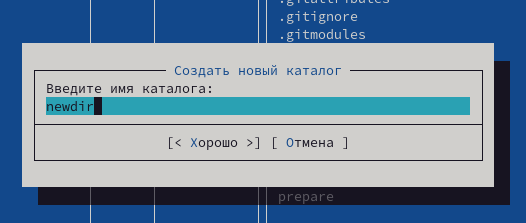 .gitattributes
.gitignore
.gitmodules
Создать новый каталог
Введите имя каталога:
newdir
[< Хорошо >] [ Отмена ]
prepare